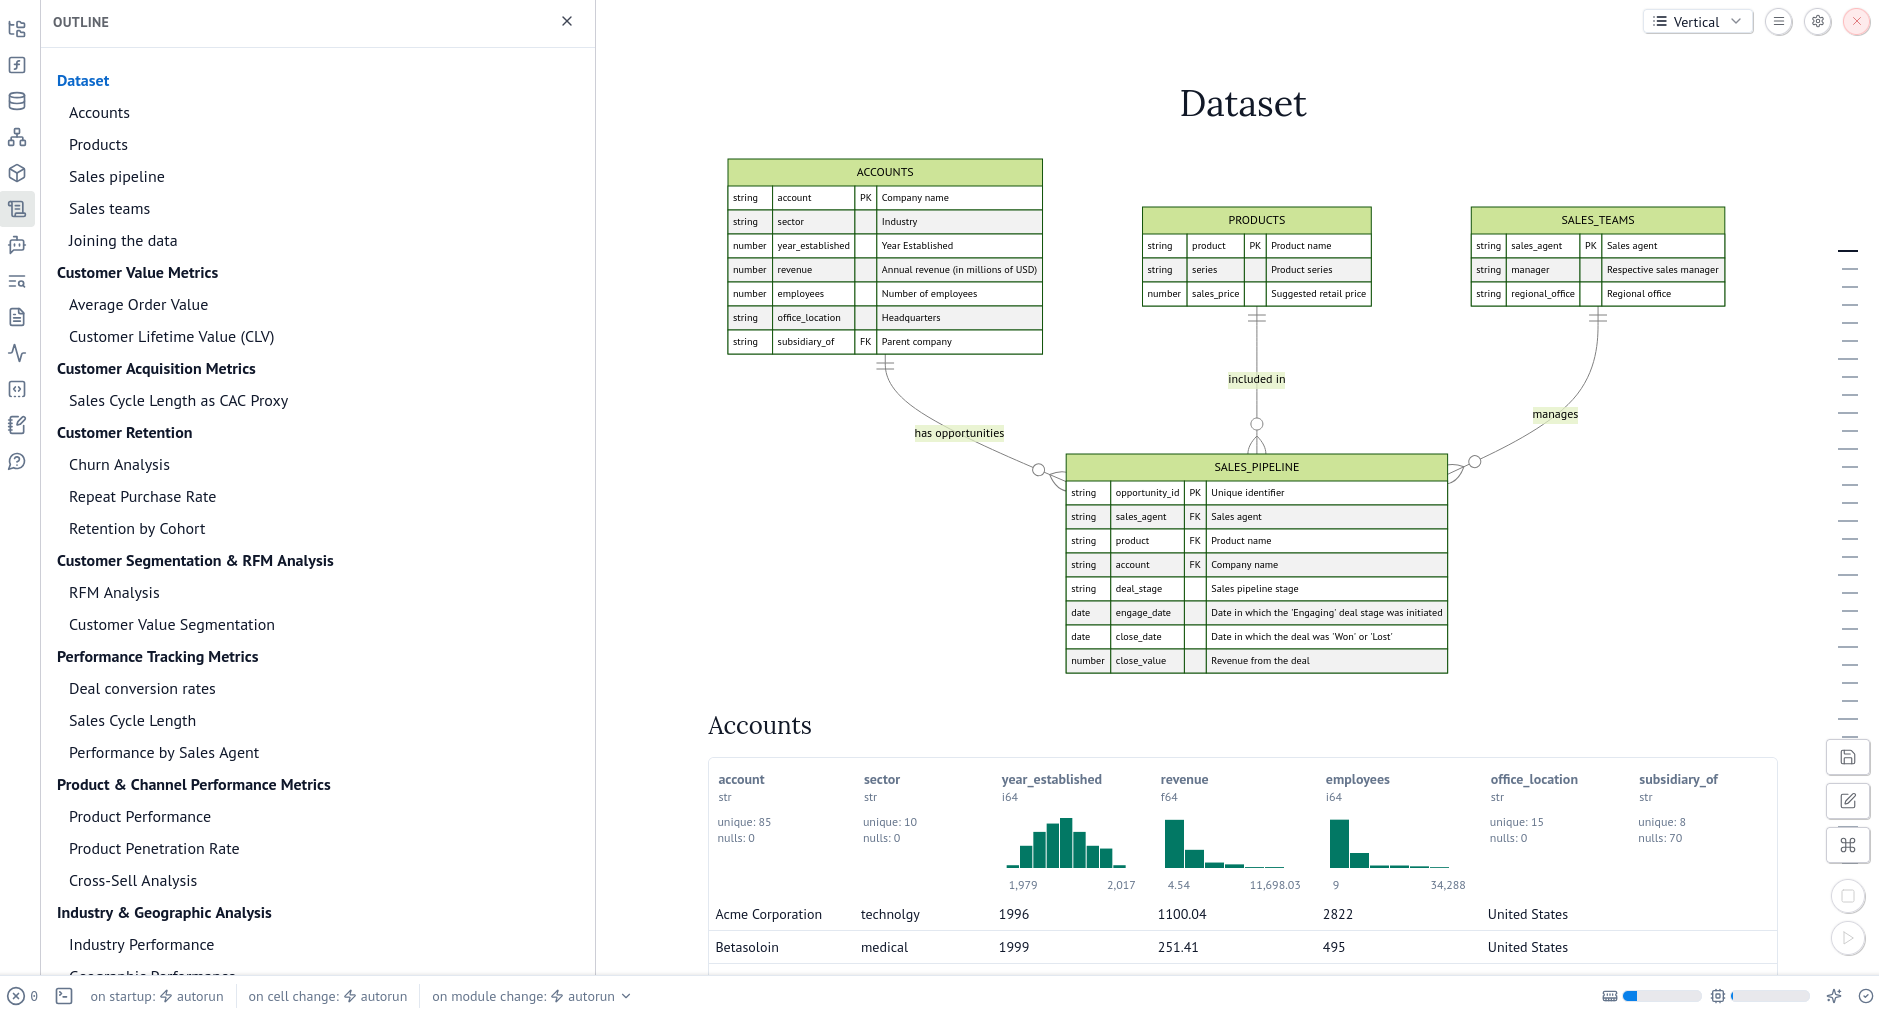 OUTLINE
Dataset
Accounts
Products
Sales pipeline
Sales teams
Joining the data
Customer Value Metrics
Average Order Value
Customer Lifetime Value (CLV)
Customer Acquisition Metrics
Sales Cycle Length as CAC Proxy
Customer Retention
Churn Analysis
Repeat Purchase Rate
Retention by Cohort
Customer Segmentation & RFM Analysis
RFM Analysis
Customer Value Segmentation
Performance Tracking Metrics
Deal conversion rates
Sales Cycle Length
Performance by Sales Agent
Product & Channel Performance Metrics
Product Performance
Product Penetration Rate
Cross-Sell Analysis
Industry & Geographic Analysis
Industry Performance
Geographic Performance
Vertical
Dataset
ACCOUNTS
string account PK Company name
string sector Industry
number year_established Year Established
number revenue Annual revenue (in millions of USD)
number employees Number of employees
string office_location Headquarters
string subsidiary_of FK Parent company
PRODUCTS
string product PK Product name
string series Product series
number sales_price Suggested retail price
SALES_TEAMS
string sales_agent PK Sales agent
string manager Respective sales manager
string regional_office Regional office
included in
manages
has opportunities
SALES_PIPELINE
string opportunity_id PK Unique identifier
string sales_agent FK Sales agent
string product FK Product name
string account FK Company name
string deal_stage Sales pipeline stage
date engage_date Date in which the 'Engaging' deal stage was initiated
date close_date Date in which the deal was 'Won' or 'Lost'
number close_value Revenue from the deal
Accounts
account sector year_established revenue employees office_location subsidiary_of
str str i64 f64 i64 str str
unique: 85 unique: 10 unique: 15 unique: 8
nulls: 0 nulls: 0 nulls: 0 nulls: 70
1,979 2,017 4.54 11,698.03 9 34,288
Acme Corporation technolgy 1996 1100.04 2822 United States
Betasoloin medical 1999 251.41 495 United States
0 on startup: autorun on cell change: autorun on module change: autorun